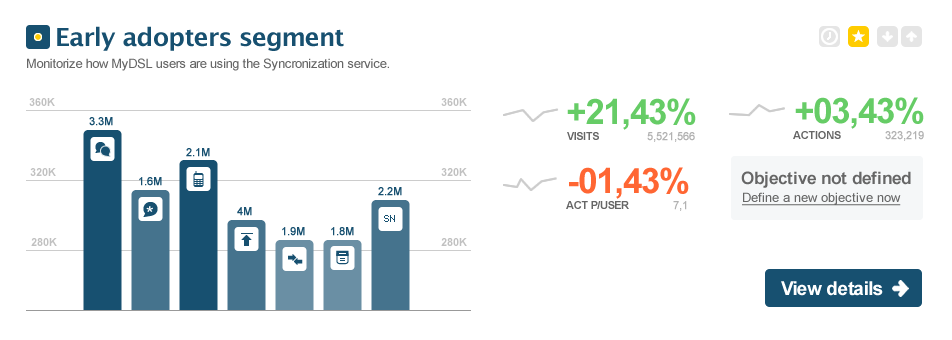 Early adopters segment
Monitorize how MyDSL users are using the Syncronization service.
360K
360K
3.3M
2.1M
320K
320K
1.6M
2.2M
4M
SN
1.9M
1.8M
280K
280K
+21,43%
VISITS
5,521,566
+03,43%
ACTIONS
323,219
-01,43%
ACT P/USER
7,1
Objective not defined
Define a new objective now
View details